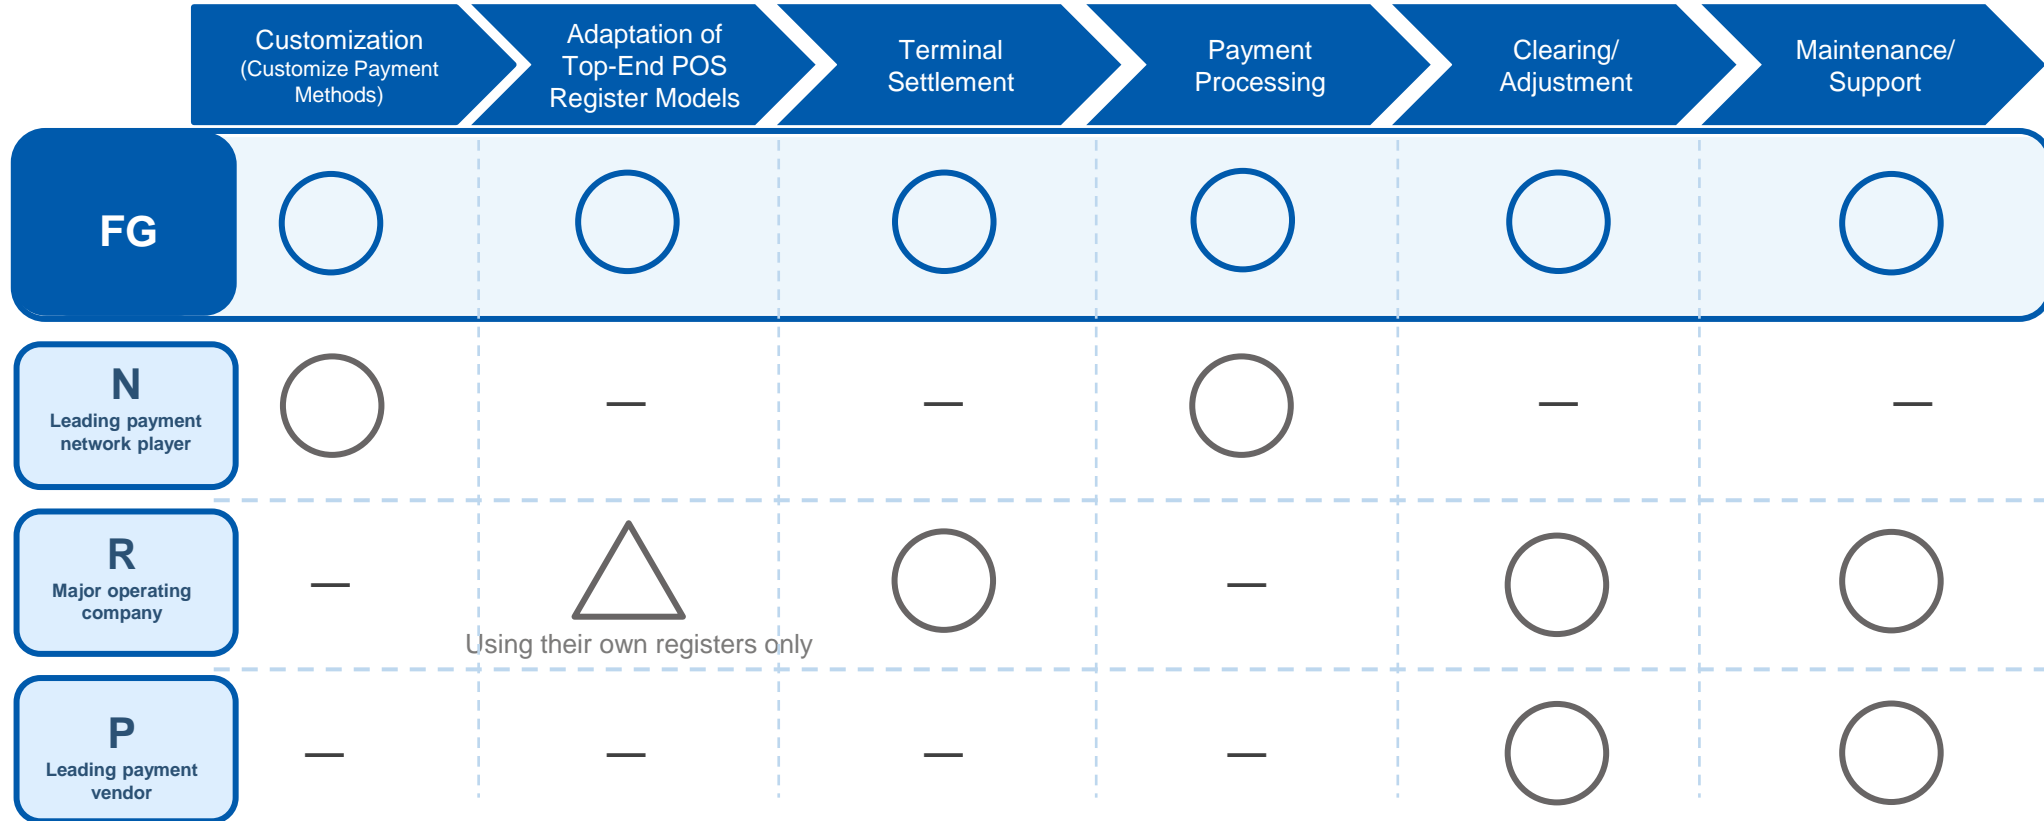 Customization
(Customize Payment
Methods)
Adaptation of
Top-End POS
Register Models
Terminal
Settlement
Payment
Processing
Clearing/
Adjustment
Maintenance/
Support
FG
N
Leading payment
network player
—
—
—
—
R
Major operating
company
—
Using their own registers only
—
P
Leading payment
vendor
—
—
—
—